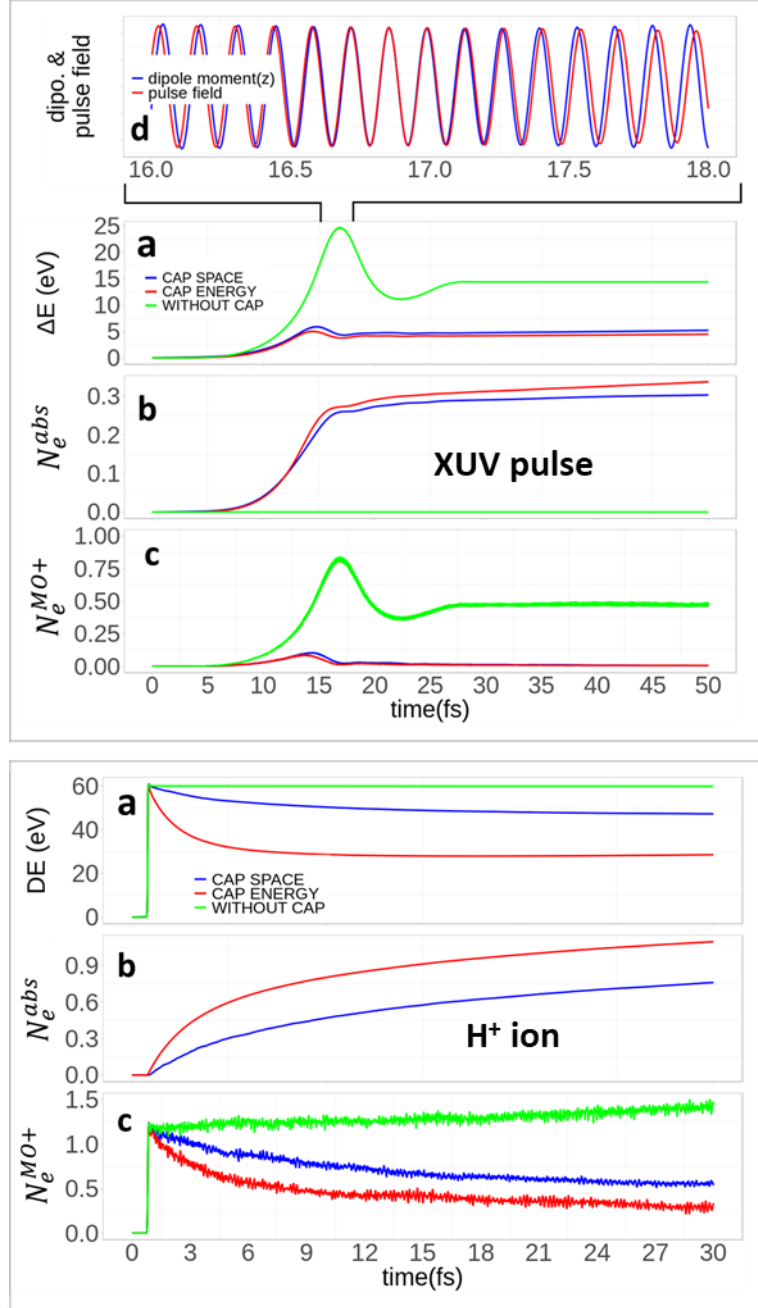 dipo. &
pulse field
dipole moment(z)
pulse field
d
16.0 16.5 17.0 17.5 18.0
a
ΔE (eV)
25
20
15
10
5
0
CAP SPACE
CAP ENERGY
WITHOUT CAP
b
N_e^{abs}
0.3
0.2
0.1
0.0
XUV pulse
c
N_e^{MO+}
1.00
0.75
0.50
0.25
0.00
0 5 10 15 20 25 30 35 40 45 50
time(fs)
a
DE (eV)
60
40
20
0
CAP SPACE
CAP ENERGY
WITHOUT CAP
b
N_e^{abs}
0.9
0.6
0.3
0.0
H⁺ ion
c
N_e^{MO+}
1.5
1.0
0.5
0.0
0 3 6 9 12 15 18 21 24 27 30
time(fs)